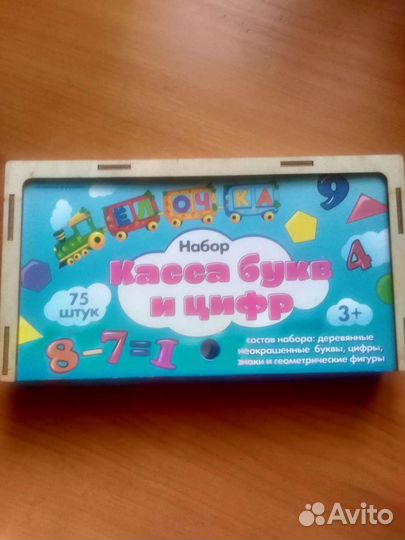 ЁЛОЧКА
9
Набор
Касса букв
и цифр
4
75
штук
3+
8-7=1
состав набора: деревянные
неокрашенные буквы, цифры,
знаки и геометрические фигуры
Avito